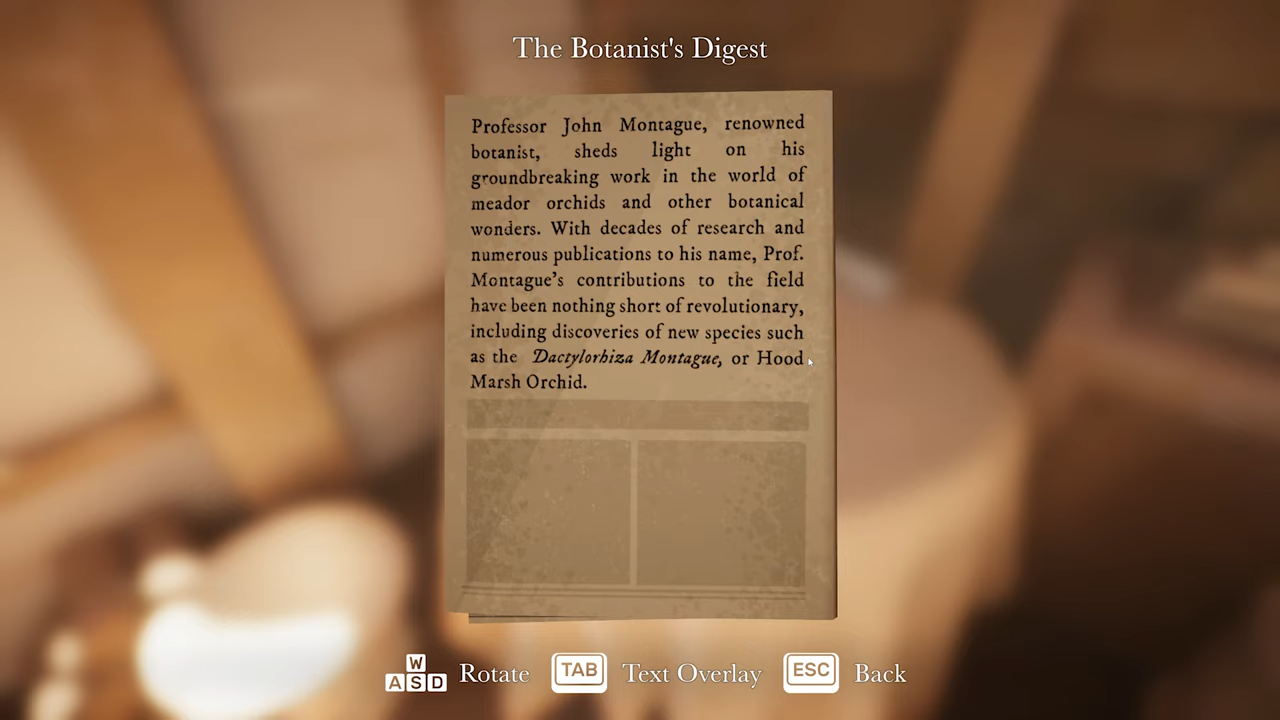 The Botanist's Digest
Professor John Montague, renowned
botanist, sheds light on his
groundbreaking work in the world of
meador orchids and other botanical
wonders. With decades of research and
numerous publications to his name, Prof.
Montague's contributions to the field
have been nothing short of revolutionary,
including discoveries of new species such
as the Dactylorhiza Montague, or Hood
Marsh Orchid.
W
A S D Rotate TAB Text Overlay ESC Back